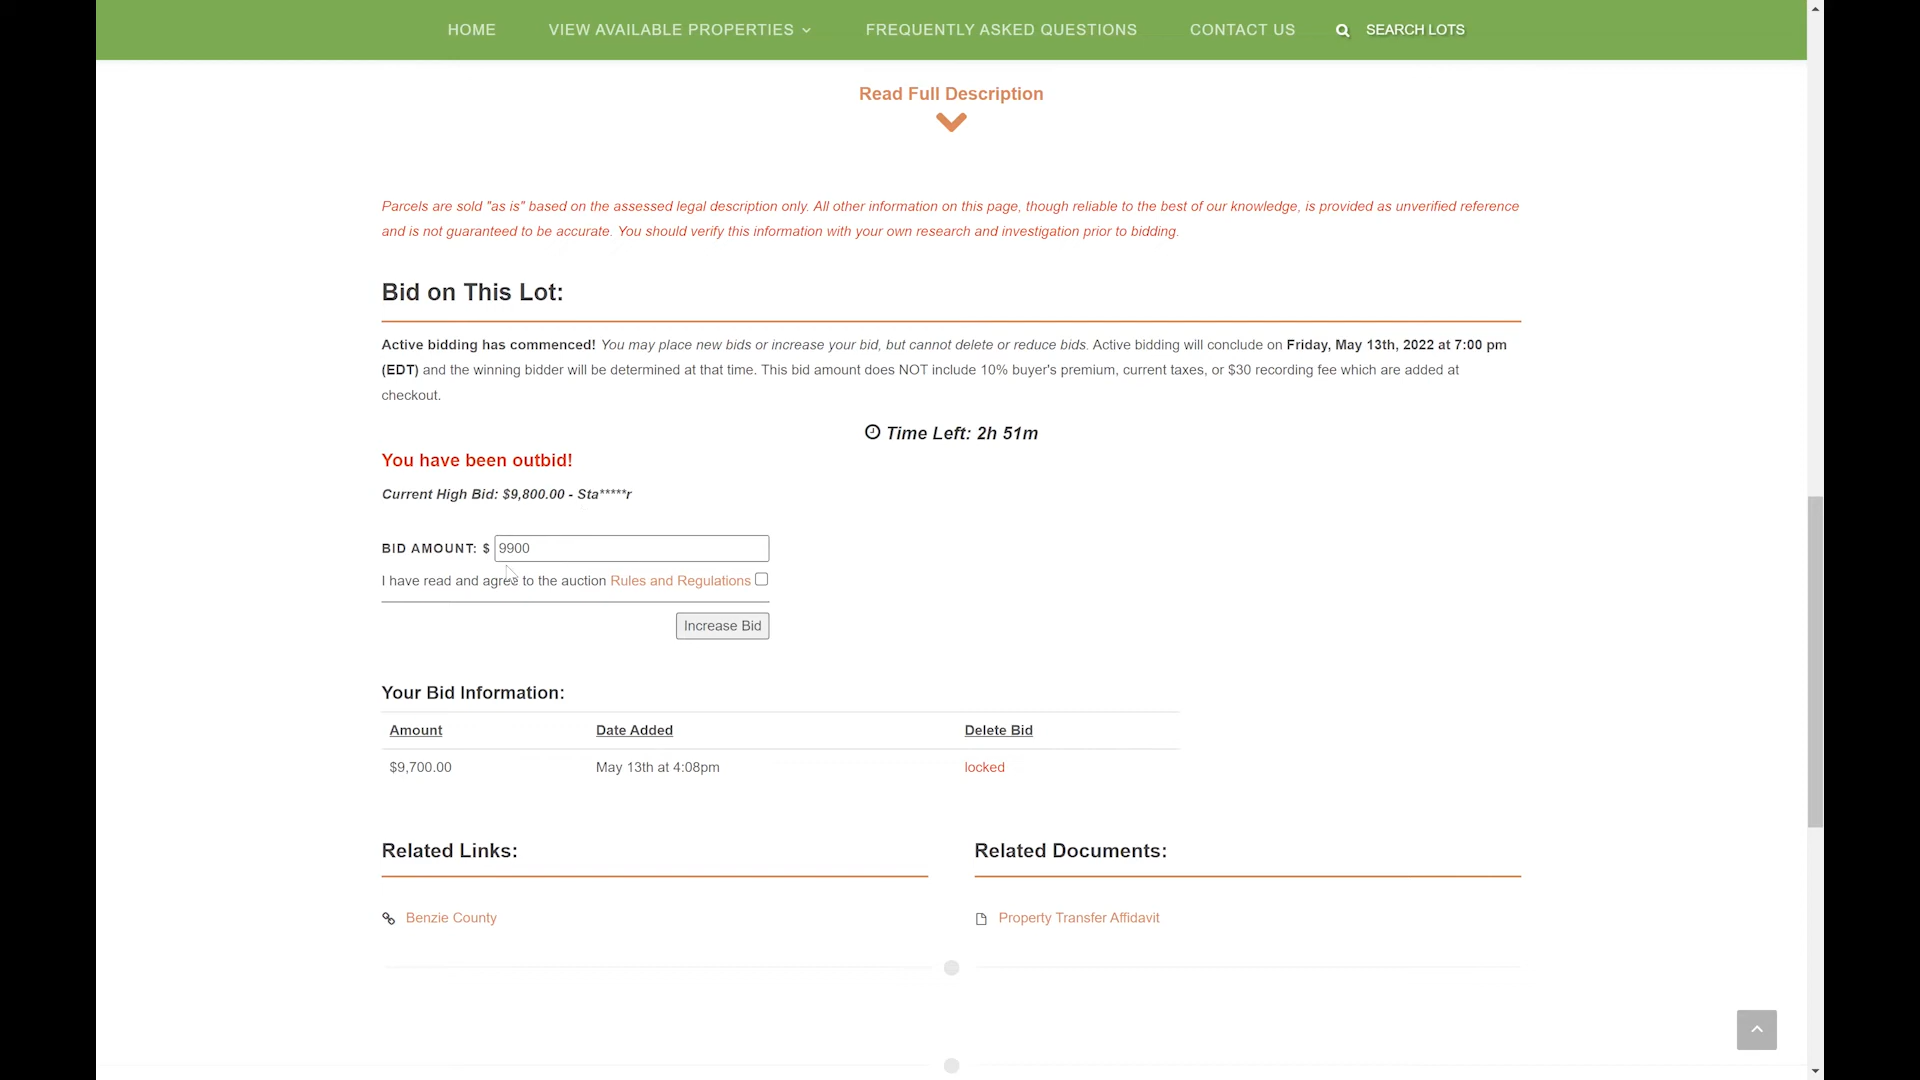 HOME VIEW AVAILABLE PROPERTIES FREQUENTLY ASKED QUESTIONS CONTACT US SEARCH LOTS
Read Full Description
Parcels are sold "as is" based on the assessed legal description only. All other information on this page, though reliable to the best of our knowledge, is provided as unverified reference
and is not guaranteed to be accurate. You should verify this information with your own research and investigation prior to bidding.
Bid on This Lot:
Active bidding has commenced! You may place new bids or increase your bid, but cannot delete or reduce bids. Active bidding will conclude on Friday, May 13th, 2022 at 7:00 pm
(EDT) and the winning bidder will be determined at that time. This bid amount does NOT include 10% buyer's premium, current taxes, or $30 recording fee which are added at
checkout.
Time Left: 2h 51m
You have been outbid!
Current High Bid: $9,800.00 - Sta*****r
BID AMOUNT: $ 9900
I have read and agree to the auction Rules and Regulations
Increase Bid
Your Bid Information:
Amount Date Added Delete Bid
$9,700.00 May 13th at 4:08pm locked
Related Links: Related Documents:
Benzie County Property Transfer Affidavit